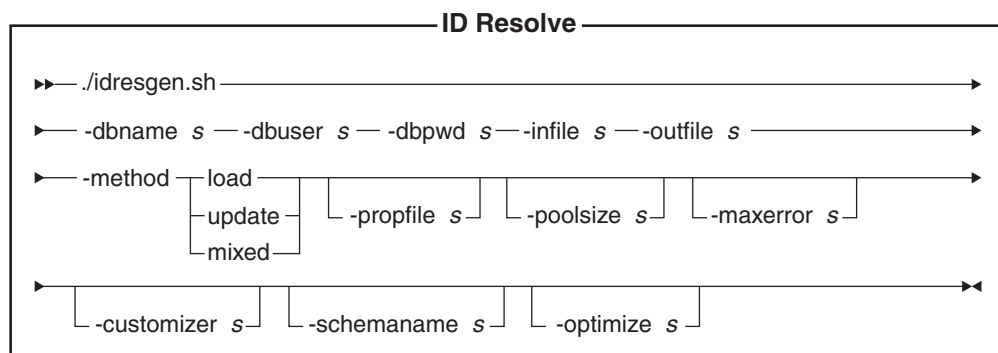 ID Resolve
./idresgen.sh
-dbname s -dbuser s -dbpwd s -infile s -outfile s
-method load
update
mixed
-propfile s -poolsize s -maxerror s
-customizer s -schemaname s -optimize s